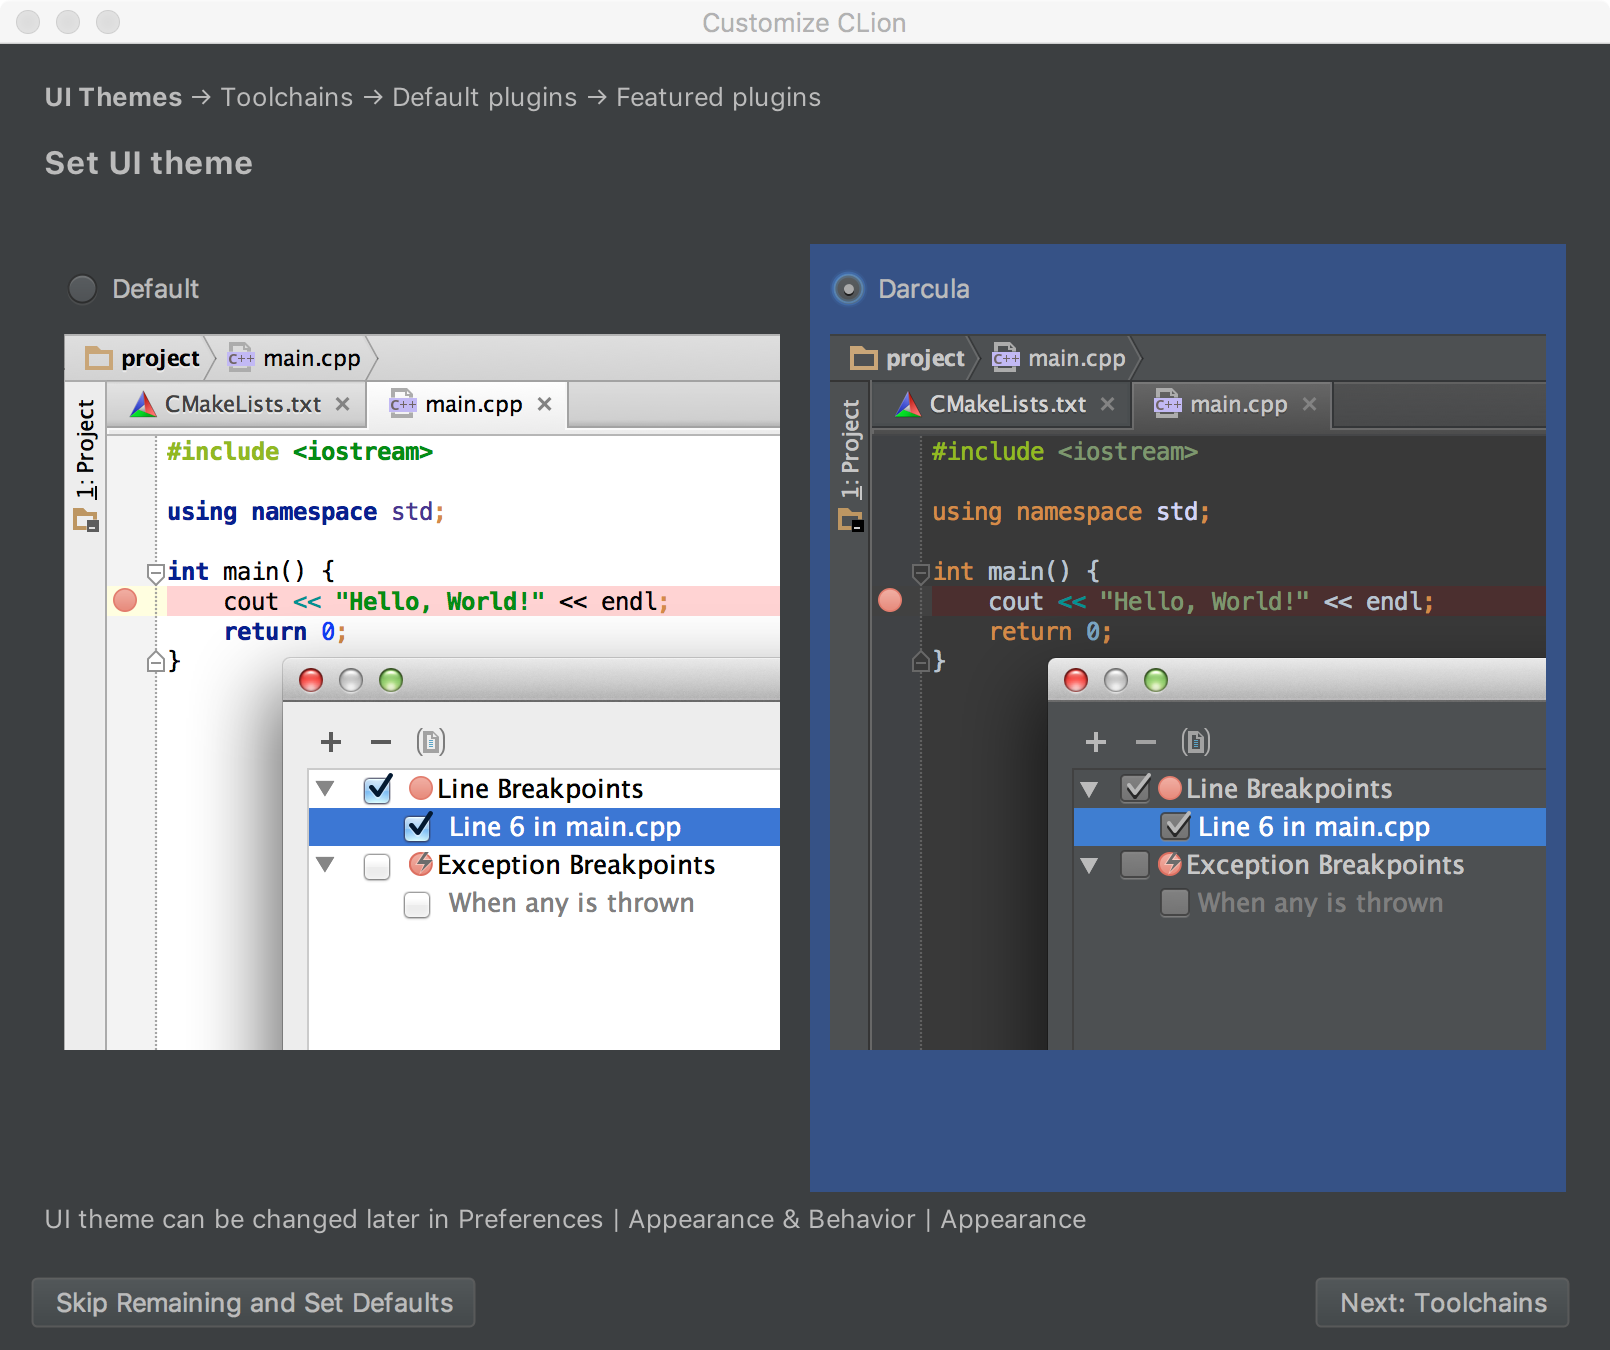 Customize CLion
UI Themes → Toolchains → Default plugins → Featured plugins
Set UI theme
Default
project main.cpp
CMakeLists.txt main.cpp
1: Project
#include <iostream>
using namespace std;
int main() {
cout << "Hello, World!" << endl;
return 0;
}
Line Breakpoints
Line 6 in main.cpp
Exception Breakpoints
When any is thrown
Darcula
project main.cpp
CMakeLists.txt main.cpp
1: Project
#include <iostream>
using namespace std;
int main() {
cout << "Hello, World!" << endl;
return 0;
}
Line Breakpoints
Line 6 in main.cpp
Exception Breakpoints
When any is thrown
UI theme can be changed later in Preferences | Appearance & Behavior | Appearance
Skip Remaining and Set Defaults
Next: Toolchains